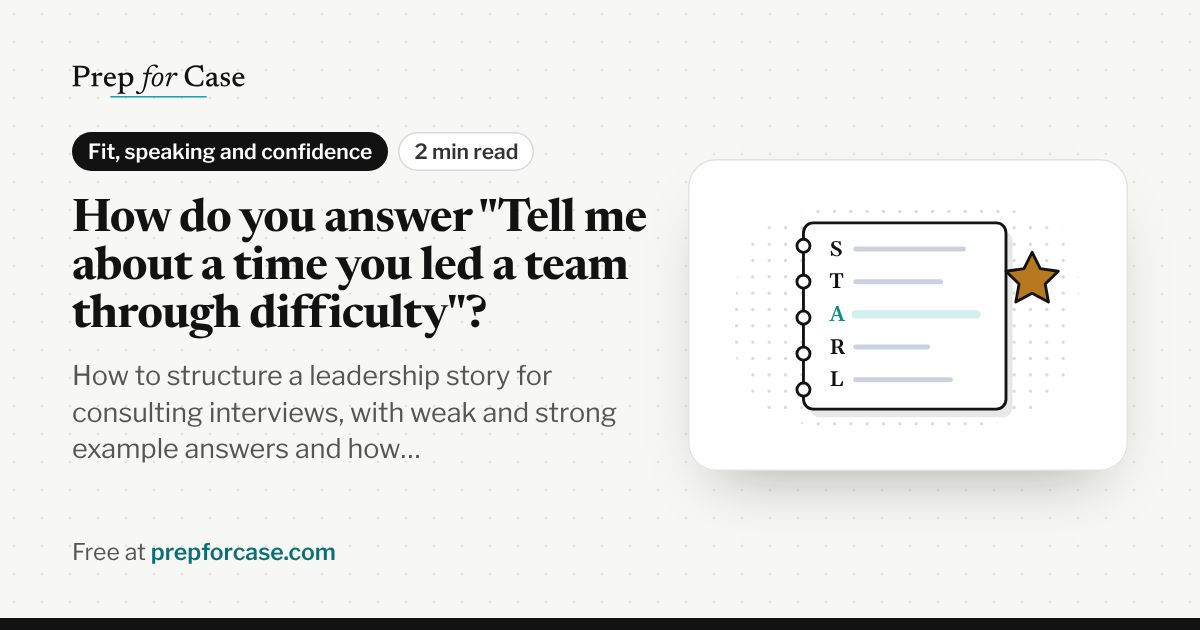 Prep for Case
Fit, speaking and confidence
2 min read
How do you answer "Tell me
about a time you led a team
through difficulty"?
How to structure a leadership story for
consulting interviews, with weak and strong
example answers and how…
Free at prepforcase.com
S
T
A
R
L